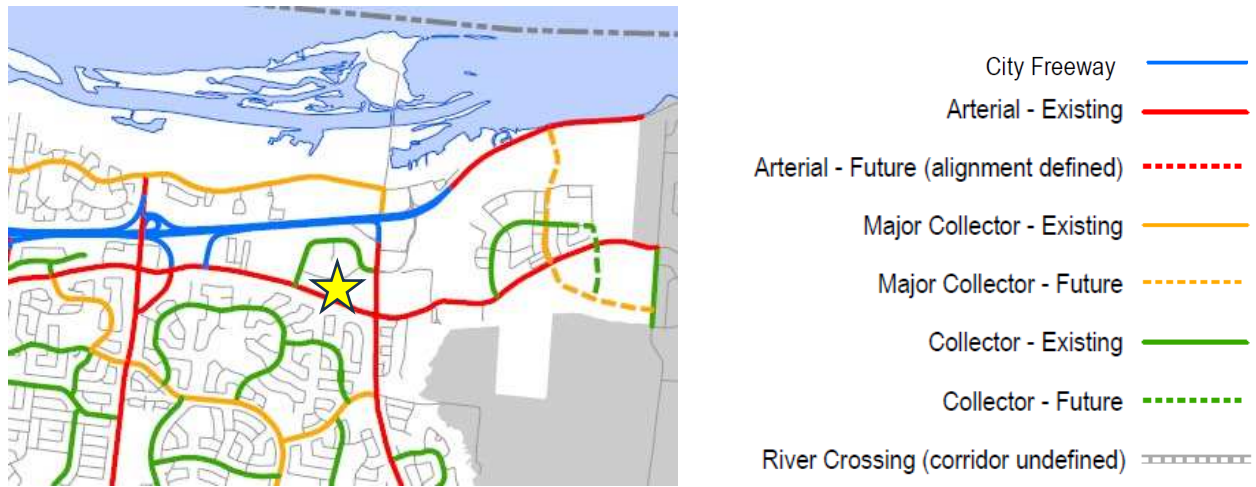 City Freeway
Arterial - Existing
Arterial - Future (alignment defined)
Major Collector - Existing
Major Collector - Future
Collector - Existing
Collector - Future
River Crossing (corridor undefined)